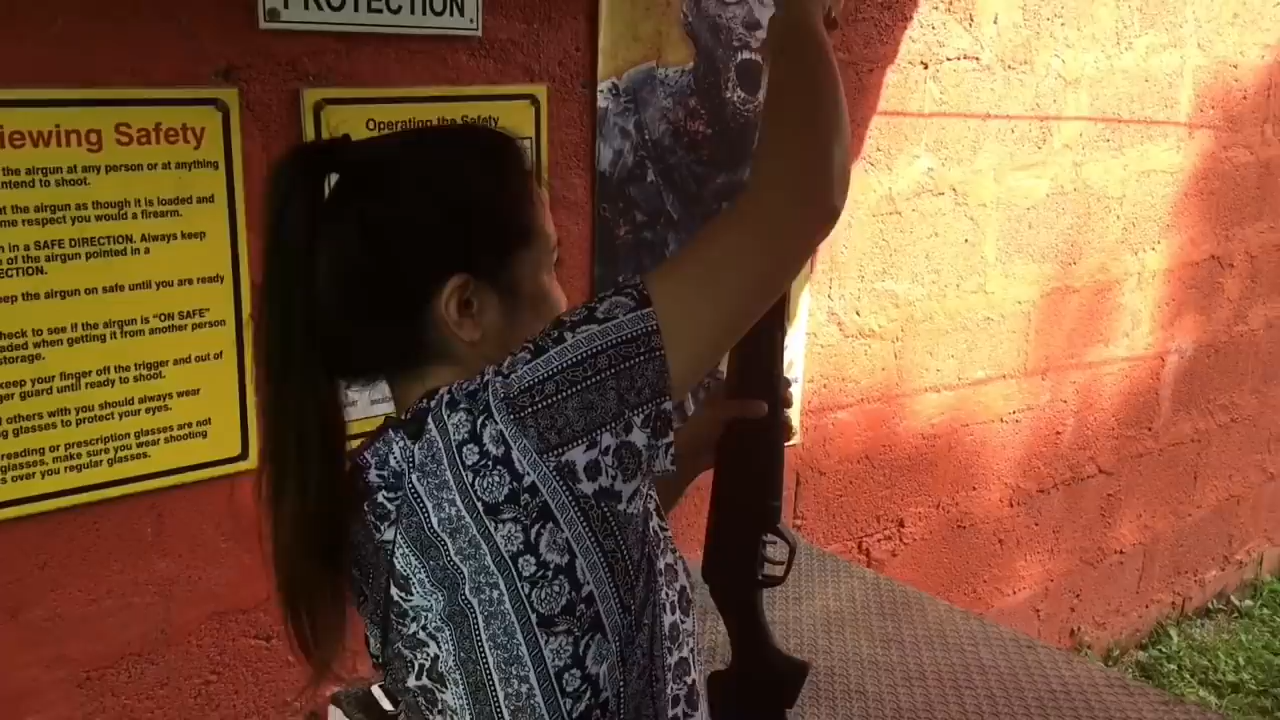 PROTECTION
iewing Safety
the airgun at any person or at anything
ntend to shoot.
t the airgun as though it is loaded and
me respect you would a firearm.
n in a SAFE DIRECTION. Always keep
of the airgun pointed in a
ECTION.
eep the airgun on safe until you are ready
heck to see if the airgun is "ON SAFE"
aded when getting it from another person
storage.
keep your finger off the trigger and out of
ger guard until ready to shoot.
others with you should always wear
g glasses to protect your eyes.
reading or prescription glasses are not
glasses, make sure you wear shooting
s over you regular glasses.
Operating the Safety